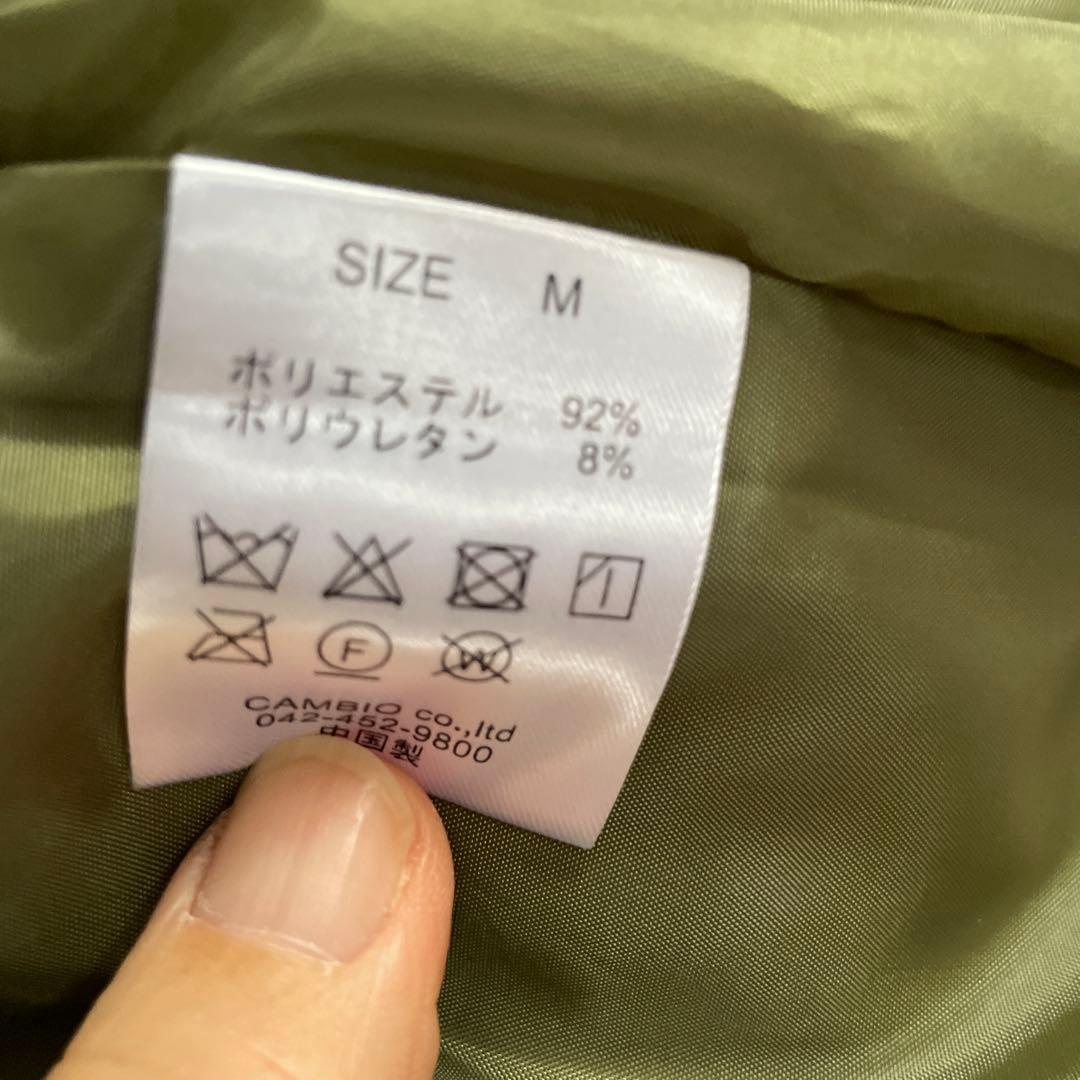 SIZE M
ポリエステル 92%
ポリウレタン 8%
F W
CAMBIO co.,ltd
042-452-9800
中国製